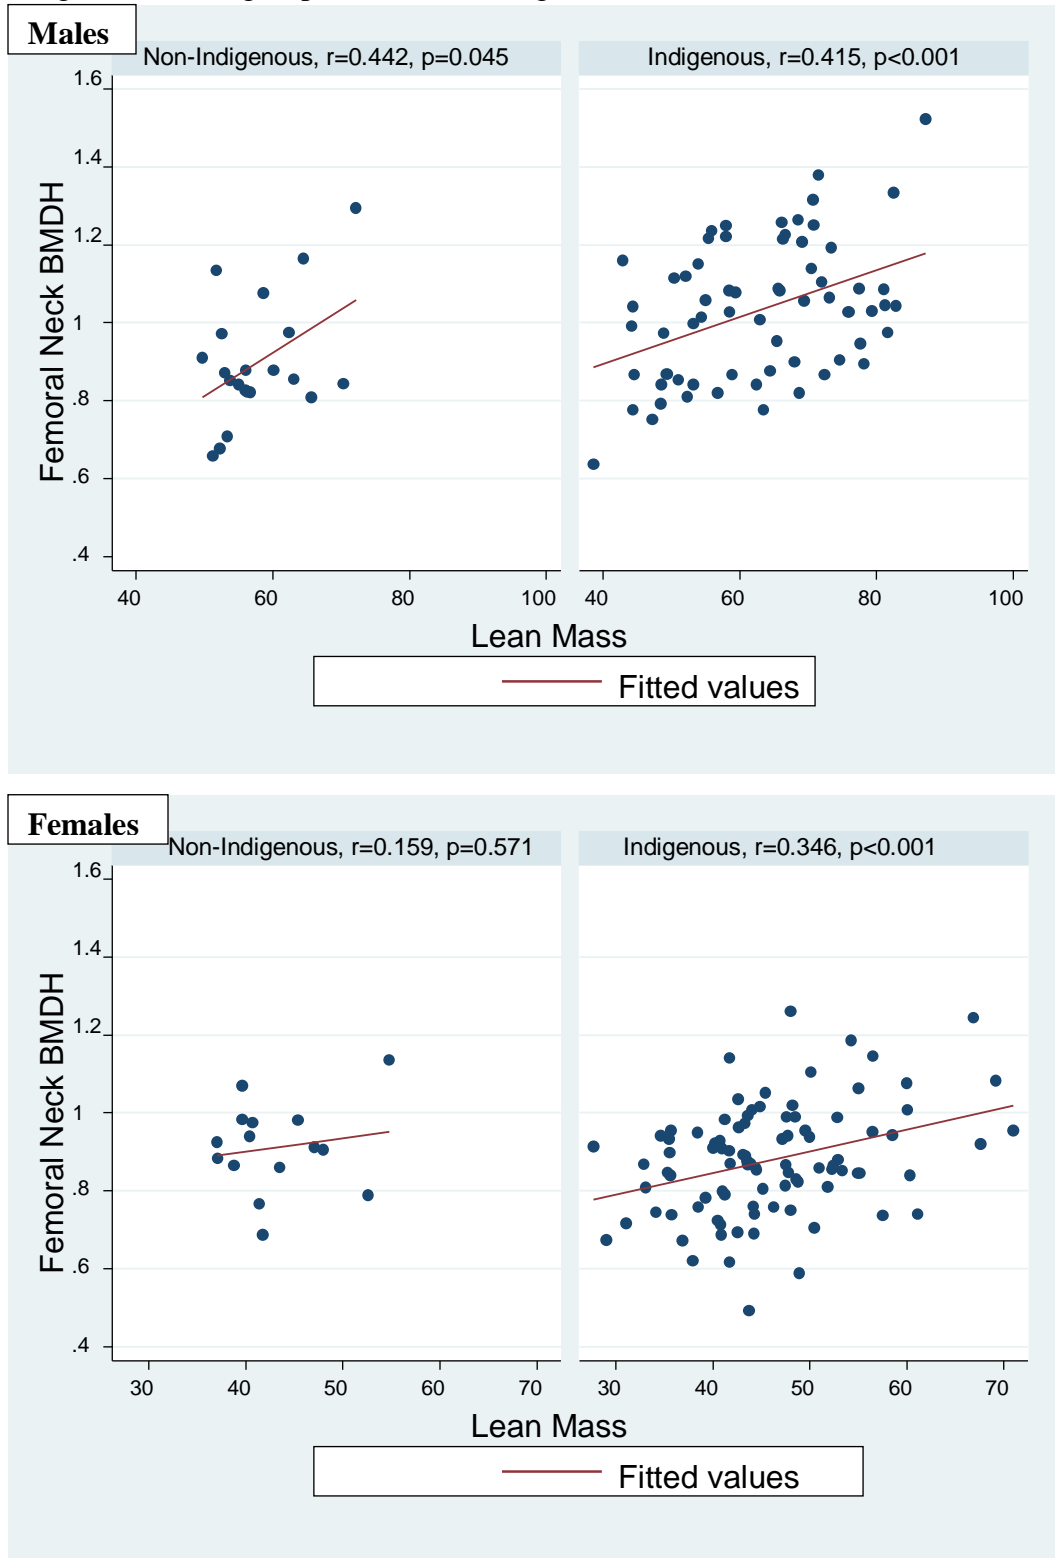 Males
Non-Indigenous, r=0.442, p=0.045
Indigenous, r=0.415, p<0.001
Femoral Neck BMDH
1.6
1.4
1.2
1
.8
.6
.4
40 60 80 100
40 60 80 100
Lean Mass
Fitted values
Females
Non-Indigenous, r=0.159, p=0.571
Indigenous, r=0.346, p<0.001
Femoral Neck BMDH
1.6
1.4
1.2
1
.8
.6
.4
30 40 50 60 70
30 40 50 60 70
Lean Mass
Fitted values